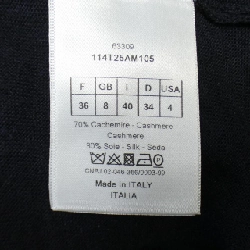 63309
114T25AM105
F GB I D USA
36 8 40 34 4
70% Cachemire - Cashmere
Cashmere
30% Soie - Silk - Seda
Made in ITALY
ITALIA